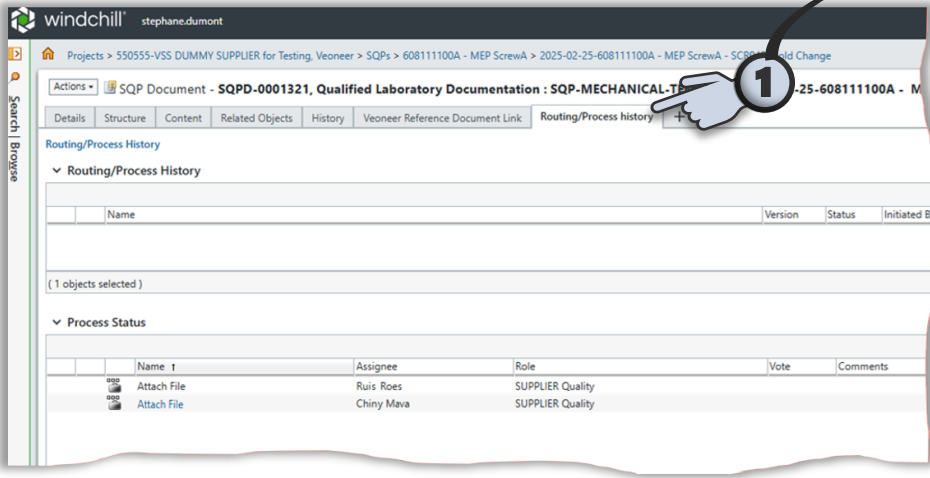 windchill® stephane.dumont
Projects > 550555-VSS DUMMY SUPPLIER for Testing, Veoneer > SQPs > 608111100A - MEP ScrewA > 2025-02-25-608111100A - MEP ScrewA - Change
Actions SQP Document - SQPD-0001321, Qualified Laboratory Documentation : SQP-MECHANICAL- -25-608111100A - M
1
Details Structure Content Related Objects History Veoneer Reference Document Link Routing/Process history +
Search | Browse
Routing/Process History
Routing/Process History
Name Version Status Initiated B
( 1 objects selected )
Process Status
Name ↑ Assignee Role Vote Comments
Attach File Ruis Roes SUPPLIER Quality
Attach File Chiny Mava SUPPLIER Quality